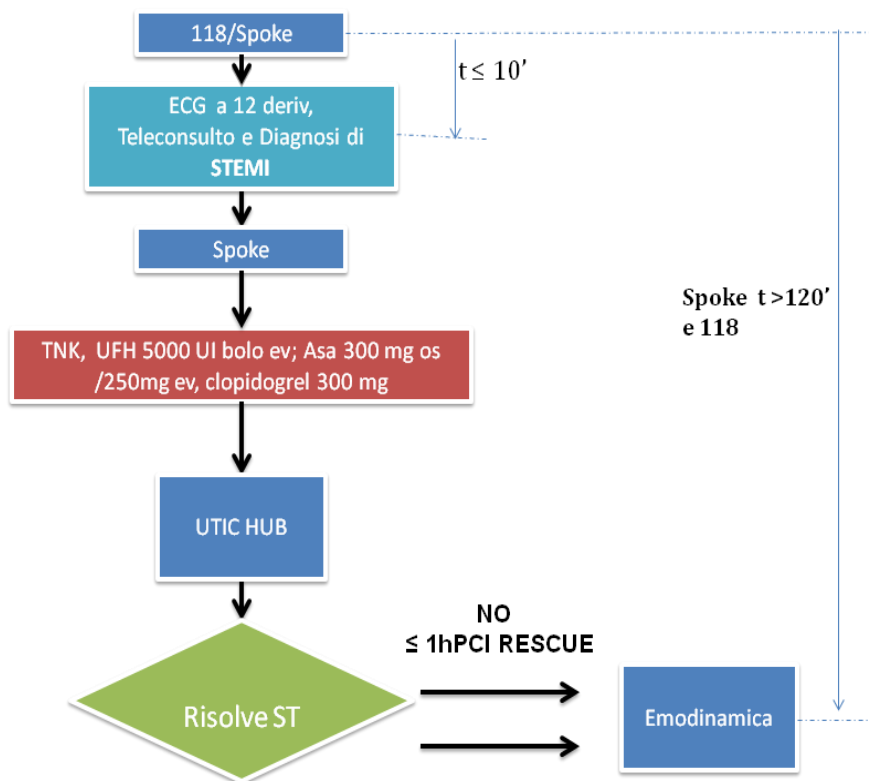 118/Spoke
t ≤ 10’
ECG a 12 deriv,
Teleconsulto e Diagnosi di
STEMI
Spoke
Spoke t >120’
e 118
TNK, UFH 5000 UI bolo ev; Asa 300 mg os
/250mg ev, clopidogrel 300 mg
UTIC HUB
NO
≤ 1hPCI RESCUE
Risolve ST
Emodinamica